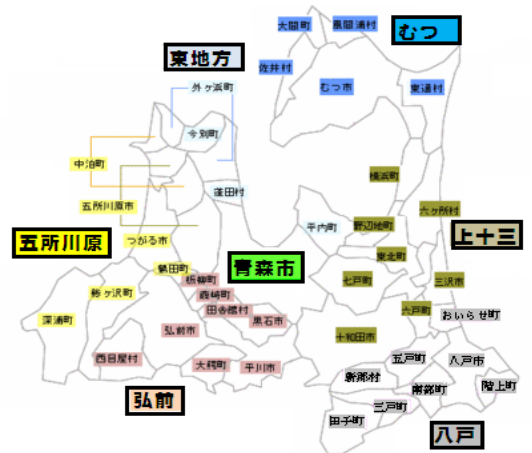 大間町
風間浦村
むつ
東地方
佐井村
むつ市
東通村
外ヶ浜町
今別町
中泊町
蓬田村
横浜町
五所川原市
六ヶ所村
平内町
野辺地町
五所川原
つがる市
上十三
青森市
東北町
鶴田町
板柳町
七戸町
三沢市
鰺ヶ沢町
藤崎町
田舎館村
六戸町
深浦町
黒石市
おいらせ町
弘前市
十和田市
西目屋村
大鰐町
平川市
五戸町
八戸市
新郷村
南部町
階上町
弘前
三戸町
田子町
八戸